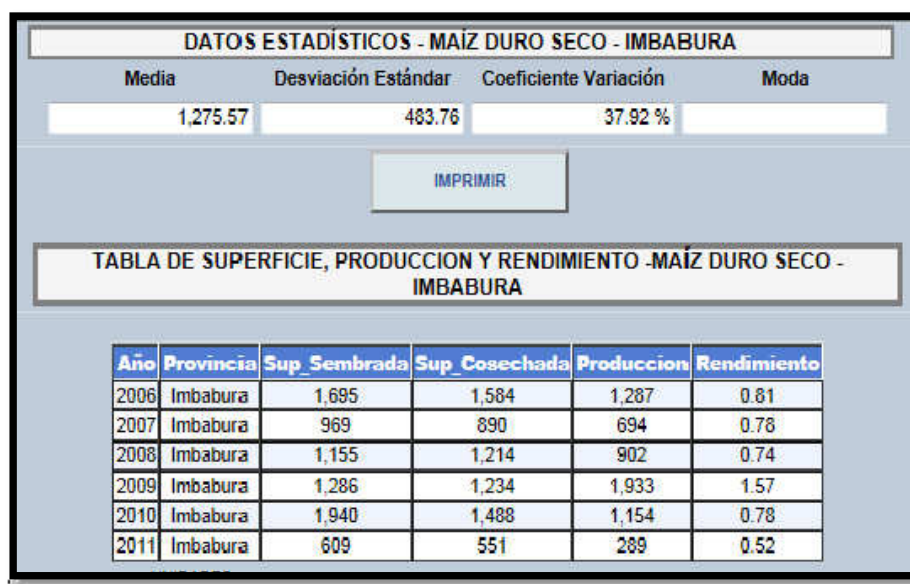 DATOS ESTADÍSTICOS - MAÍZ DURO SECO - IMBABURA
Media Desviación Estándar Coeficiente Variación Moda
1,275.57 483.76 37.92 %
IMPRIMIR
TABLA DE SUPERFICIE, PRODUCCION Y RENDIMIENTO -MAÍZ DURO SECO -
IMBABURA
Año Provincia Sup_Sembrada Sup_Cosechada Produccion Rendimiento
2006 Imbabura 1,695 1,584 1,287 0.81
2007 Imbabura 969 890 694 0.78
2008 Imbabura 1,155 1,214 902 0.74
2009 Imbabura 1,286 1,234 1,933 1.57
2010 Imbabura 1,940 1,488 1,154 0.78
2011 Imbabura 609 551 289 0.52